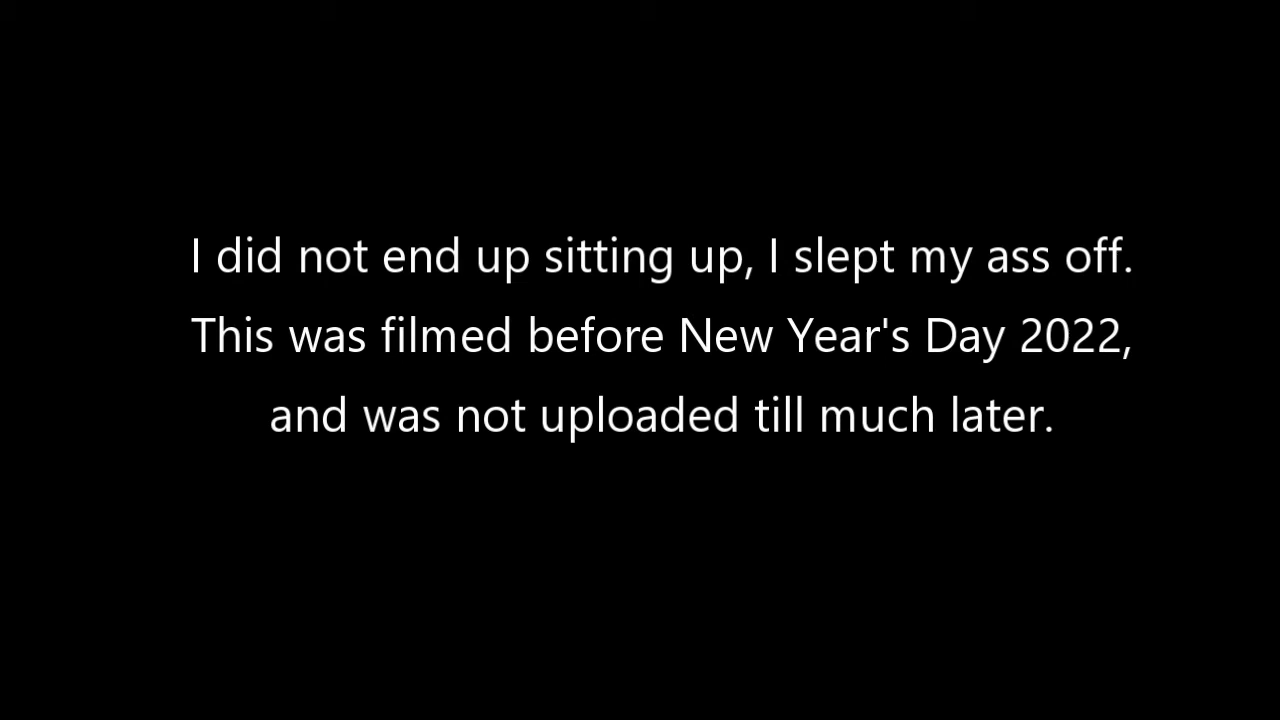 I did not end up sitting up, I slept my ass off.
This was filmed before New Year's Day 2022,
and was not uploaded till much later.